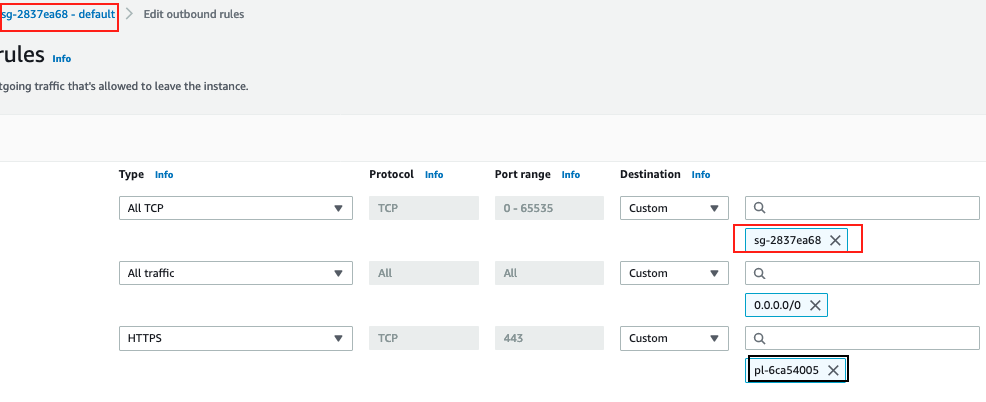 sg-2837ea68 - default > Edit outbound rules
rules Info
tgoing traffic that's allowed to leave the instance.
Type Info Protocol Info Port range Info Destination Info
All TCP TCP 0 - 65535 Custom
sg-2837ea68
All traffic All All Custom
0.0.0.0/0
HTTPS TCP 443 Custom
pl-6ca54005